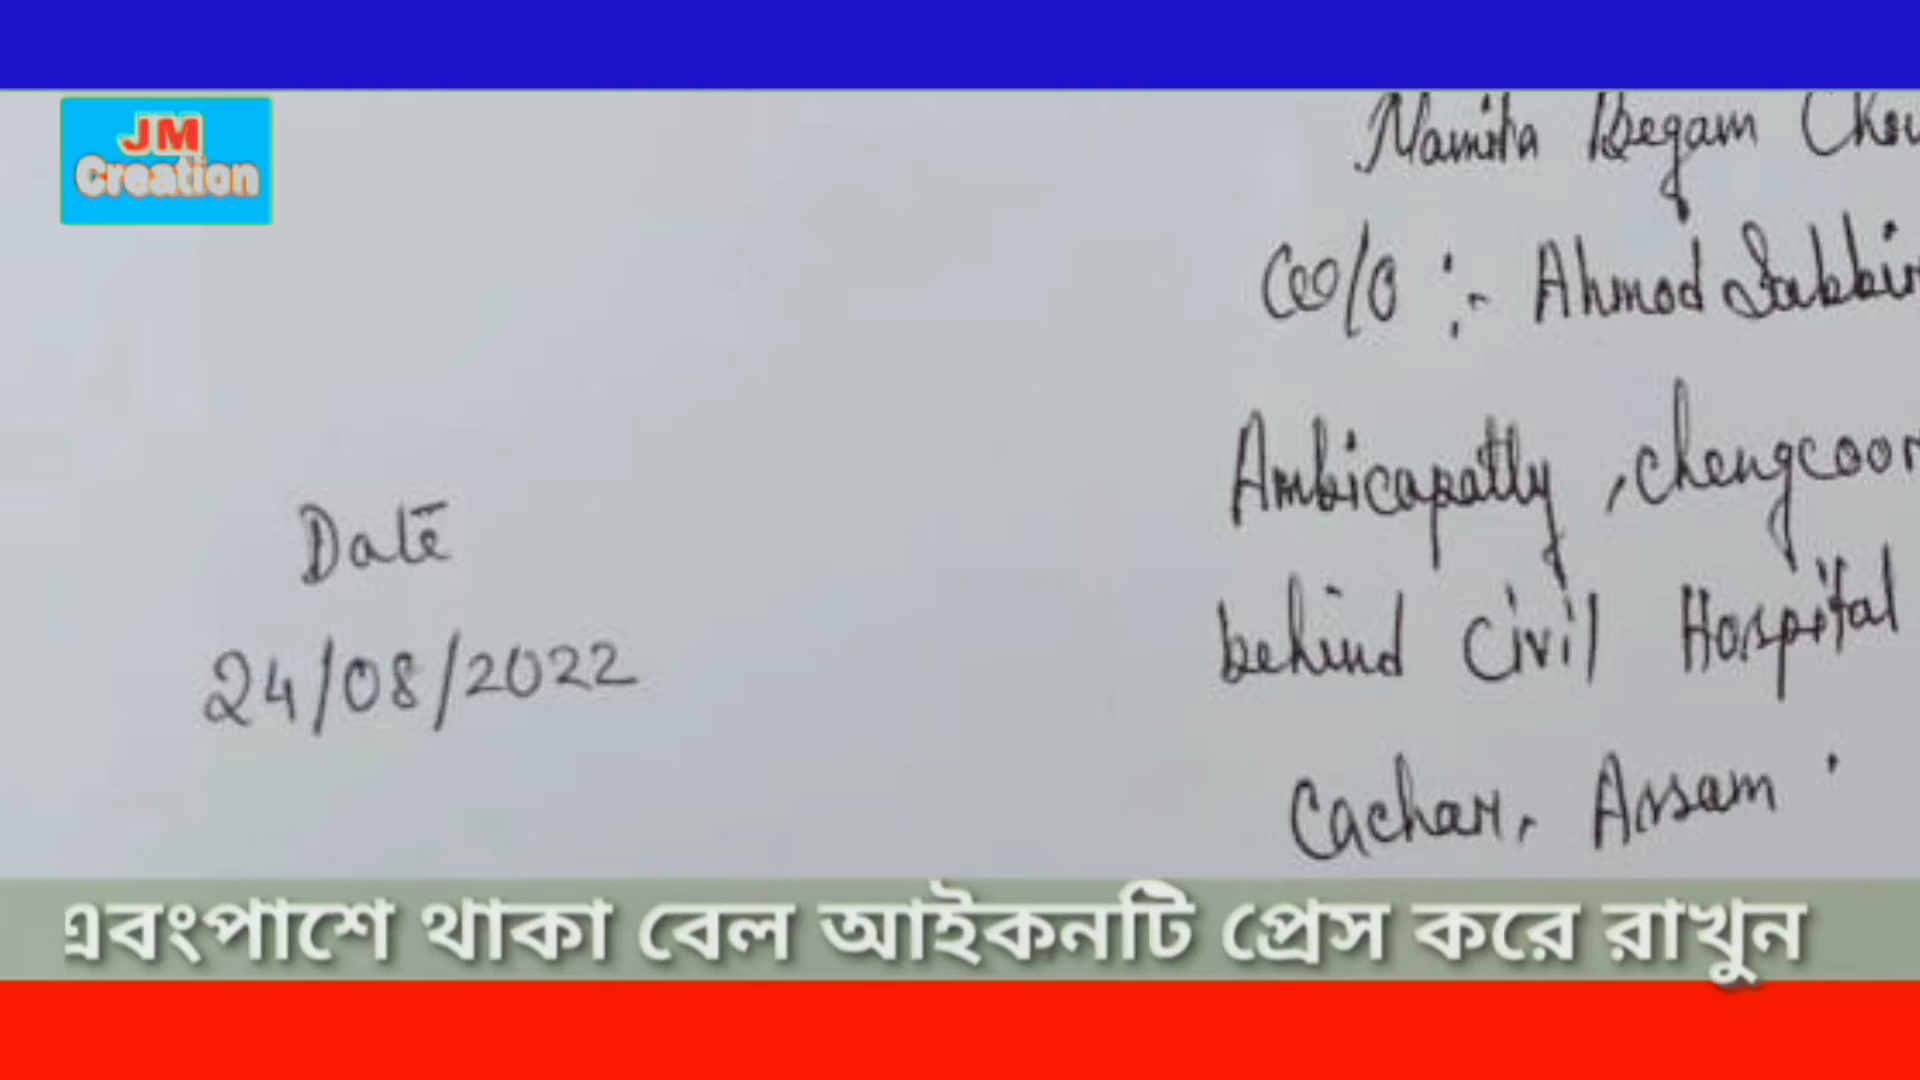 JM
Creation
Namita Begam
C/O :- Ahmod Sabbir
Ambicapatty, chengcoor
behind Civil Hospital
Cachar, Assam
Date
24/08/2022
এবংপাশে থাকা বেল আইকনটি প্রেস করে রাখুন